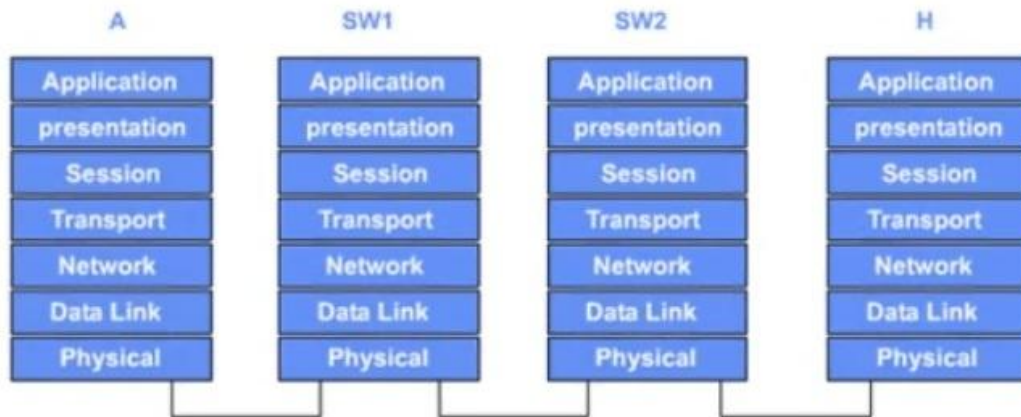 A SW1 SW2 H
Application Application Application Application
presentation presentation presentation presentation
Session Session Session Session
Transport Transport Transport Transport
Network Network Network Network
Data Link Data Link Data Link Data Link
Physical Physical Physical Physical